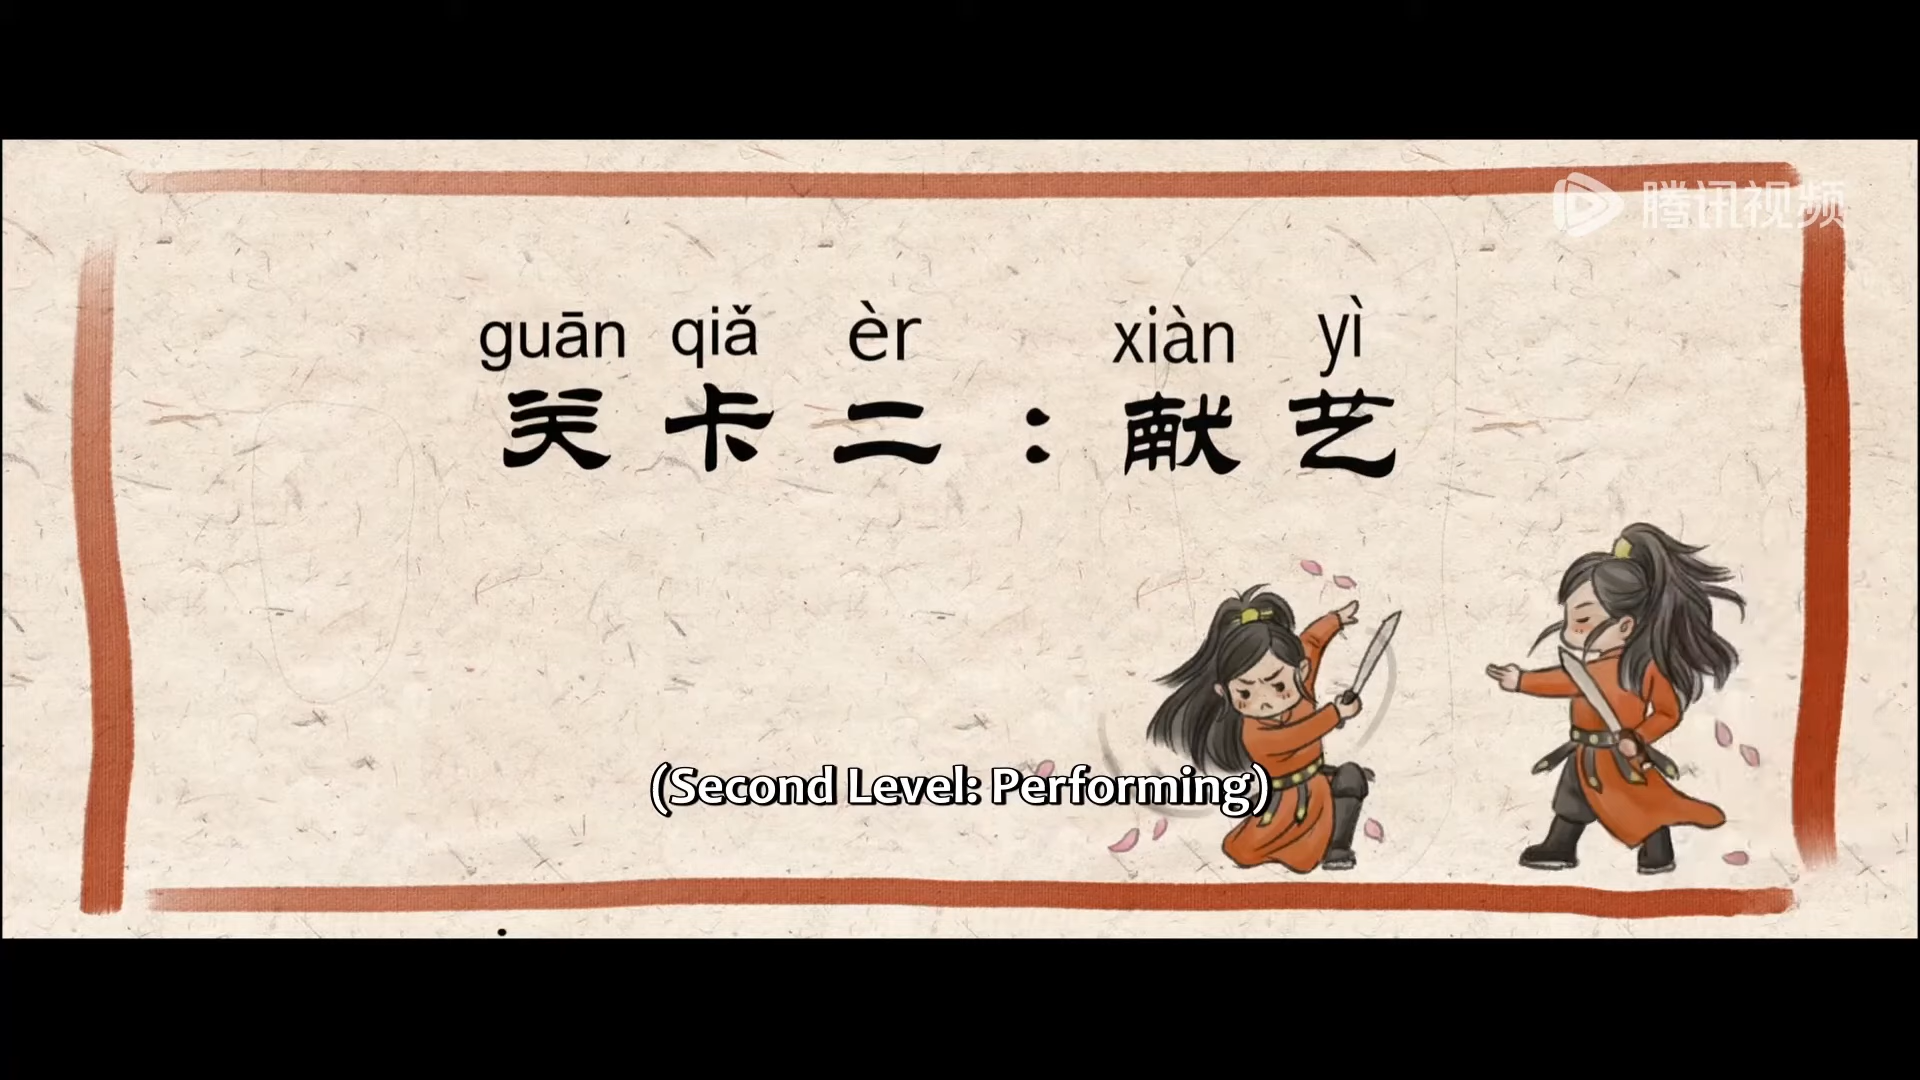 腾讯视频
guān qiǎ èr xiàn yì
关卡二：献艺
(Second Level: Performing)